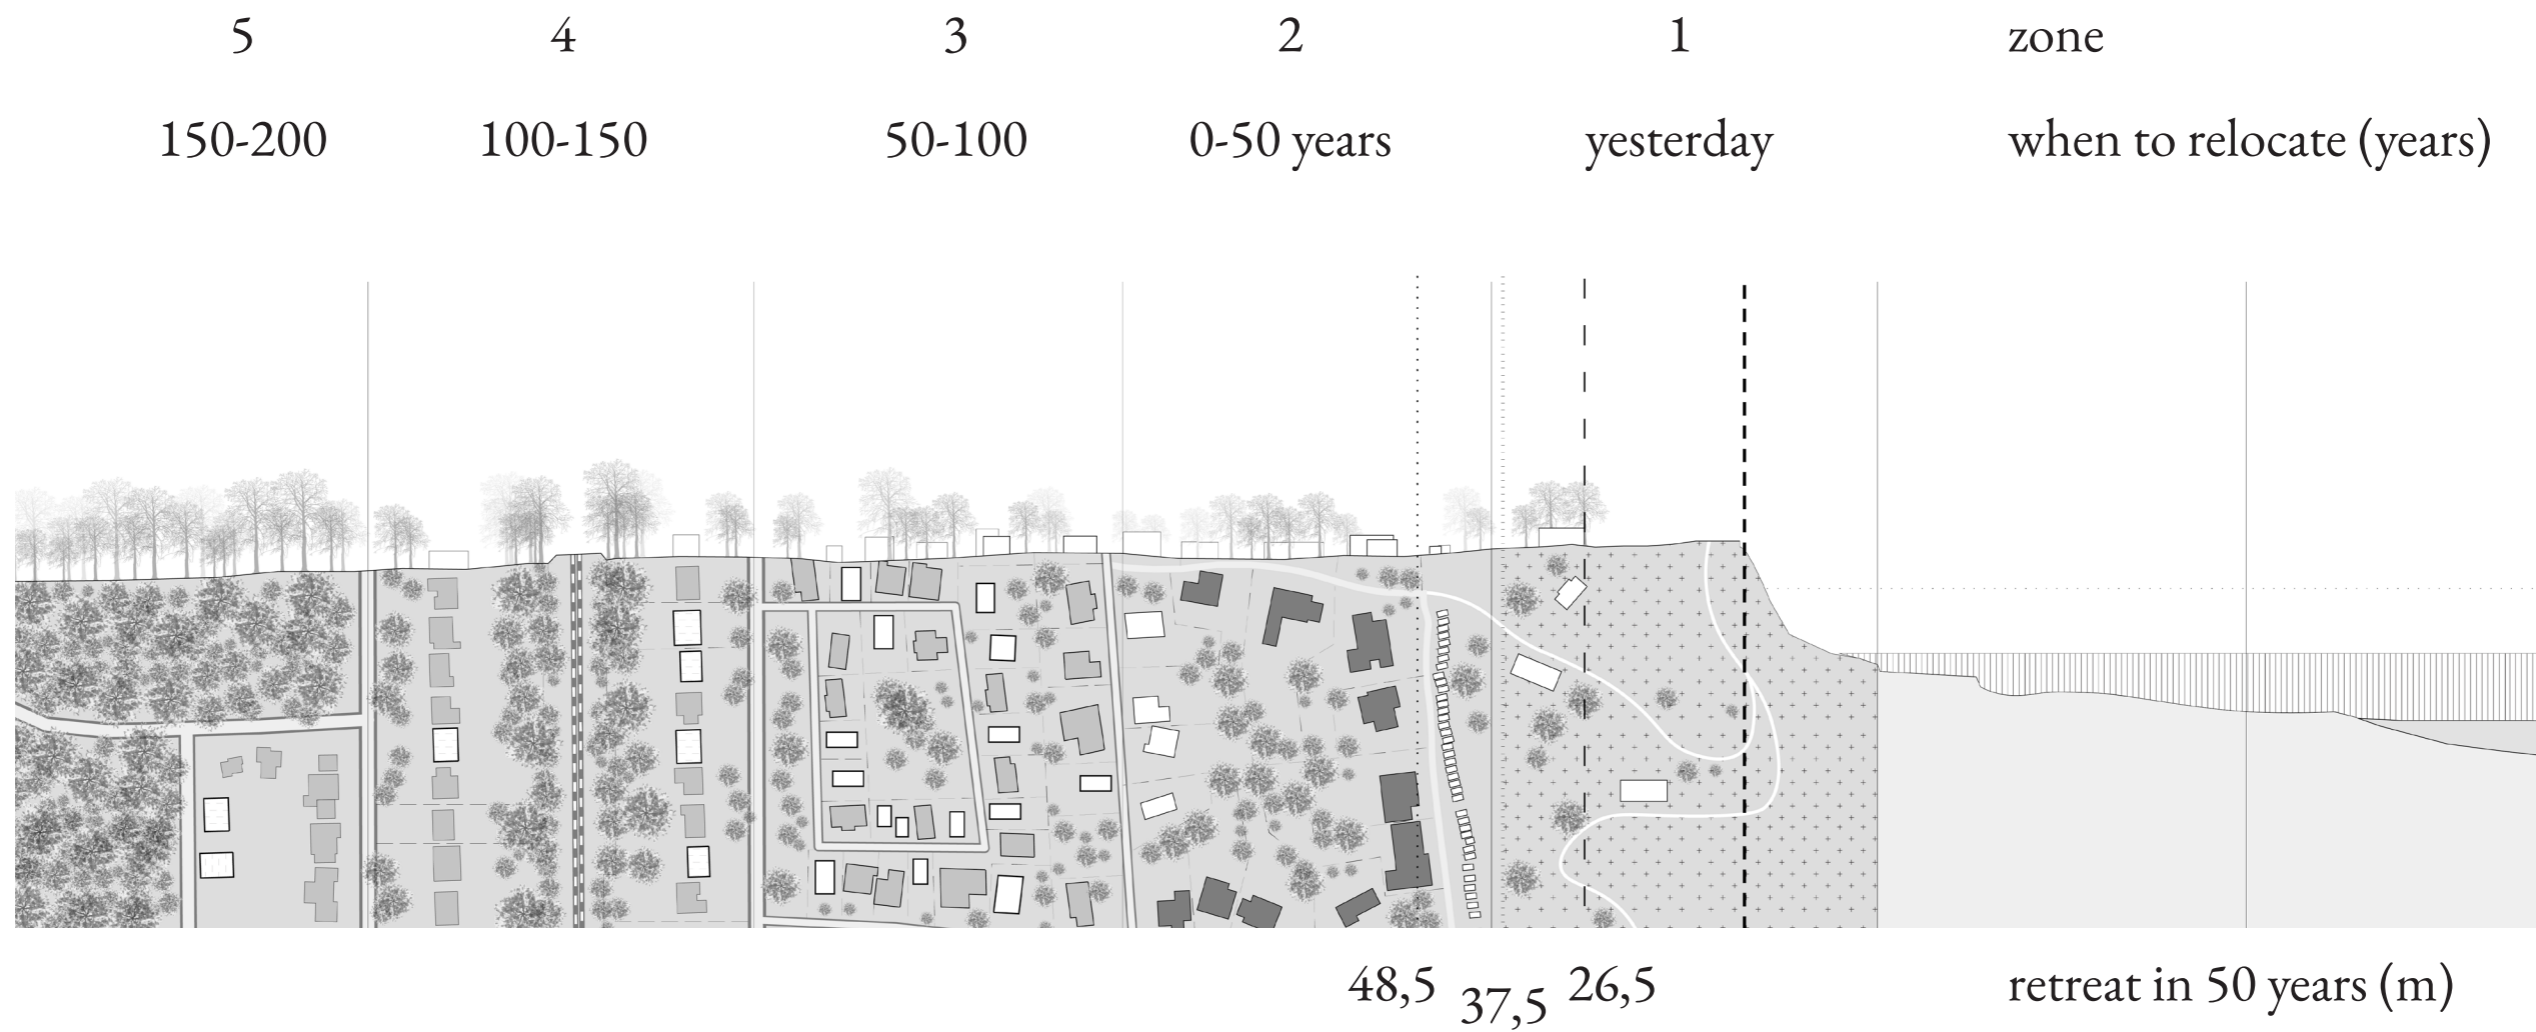 5 4 3 2 1 zone
150-200 100-150 50-100 0-50 years yesterday when to relocate (years)
48,5 37,5 26,5 retreat in 50 years (m)